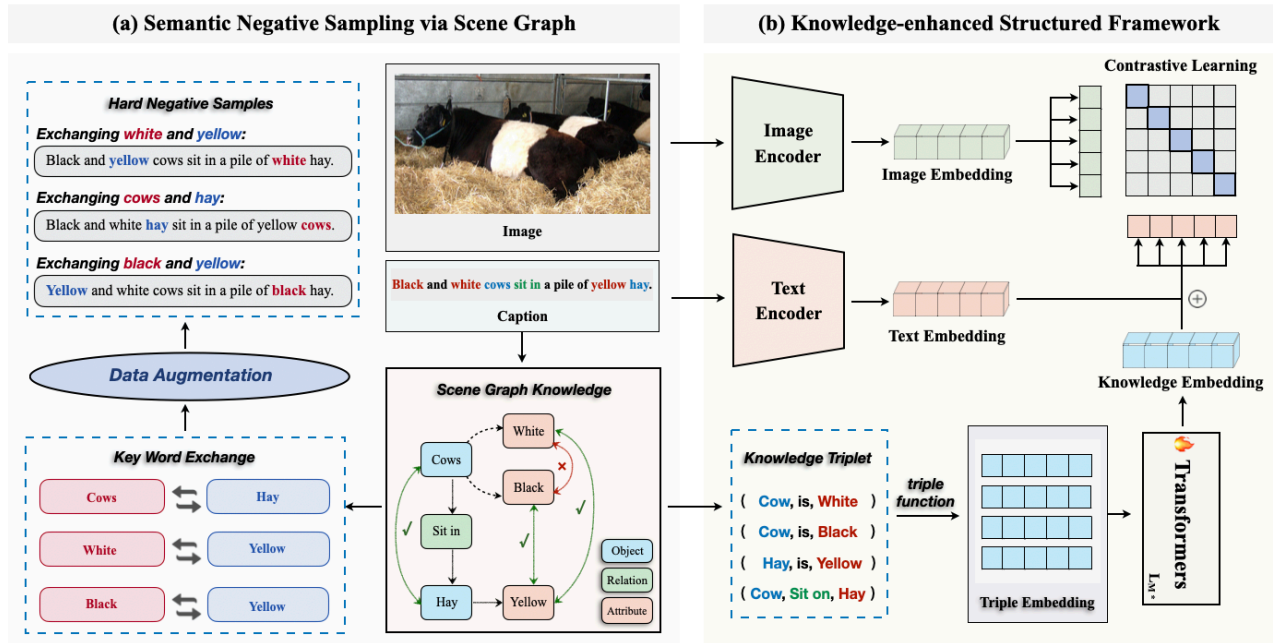 (a) Semantic Negative Sampling via Scene Graph
Hard Negative Samples
Exchanging white and yellow:
Black and yellow cows sit in a pile of white hay.
Exchanging cows and hay:
Black and white hay sit in a pile of yellow cows.
Exchanging black and yellow:
Yellow and white cows sit in a pile of black hay.
Data Augmentation
Key Word Exchange
Cows
Hay
White
Yellow
Black
Yellow
Image
Black and white cows sit in a pile of yellow hay.
Caption
Scene Graph Knowledge
White
Cows
Black
×
√
√
√
Sit in
Hay
Yellow
Object
Relation
Attribute
(b) Knowledge-enhanced Structured Framework
Image
Encoder
Image Embedding
Contrastive Learning
Text
Encoder
Text Embedding
+
Knowledge Embedding
Knowledge Triplet
( Cow, is, White )
( Cow, is, Black )
( Hay, is, Yellow )
( Cow, Sit on, Hay )
triple
function
Triple Embedding
Transformers
L M *